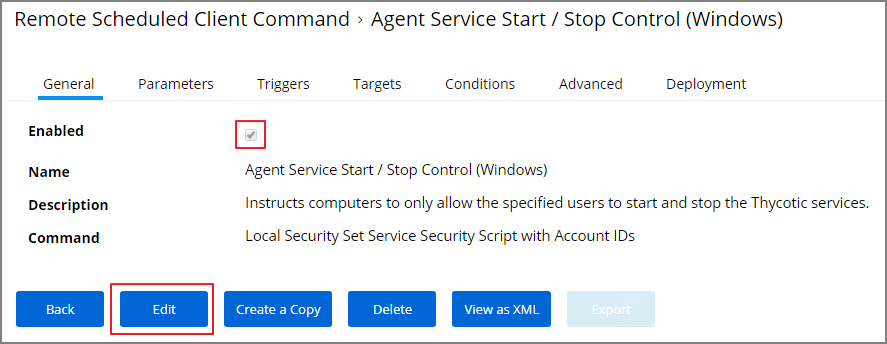 Remote Scheduled Client Command › Agent Service Start / Stop Control (Windows)
General Parameters Triggers Targets Conditions Advanced Deployment
Enabled
Name Agent Service Start / Stop Control (Windows)
Description Instructs computers to only allow the specified users to start and stop the Thycotic services.
Command Local Security Set Service Security Script with Account IDs
Back Edit Create a Copy Delete View as XML Export